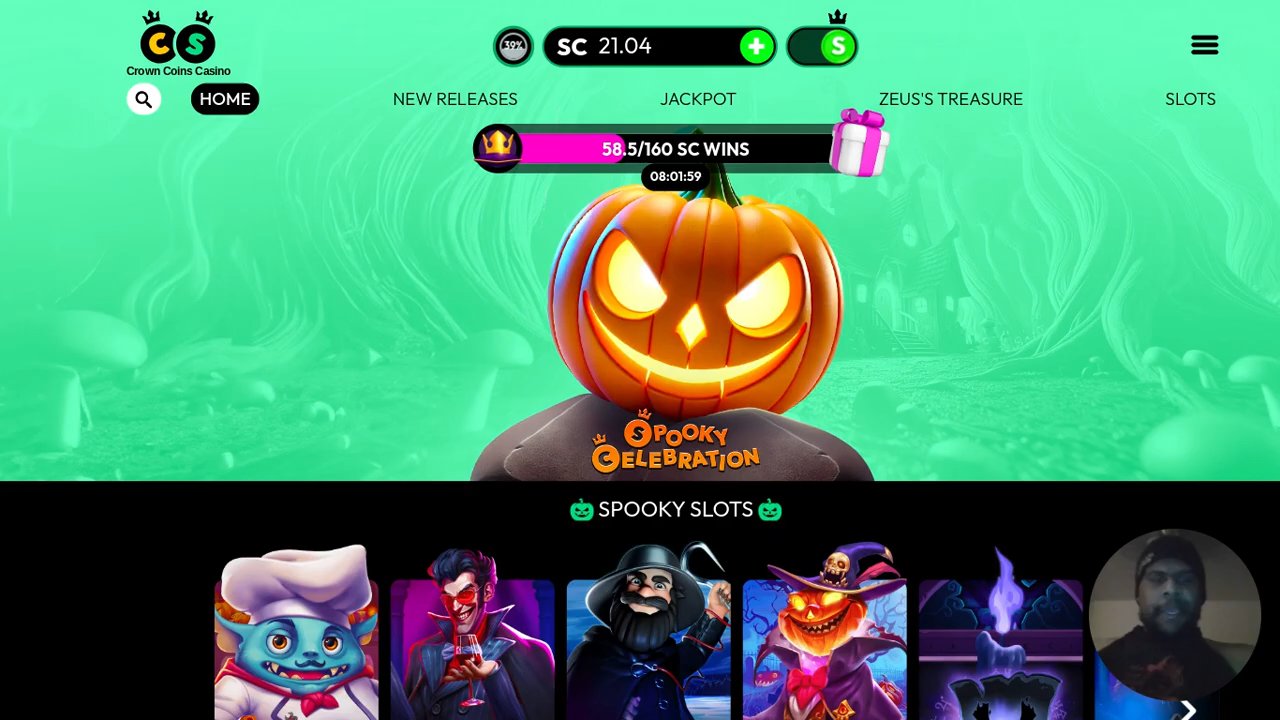 C S
Crown Coins Casino
39%
SC 21.04
S
HOME
NEW RELEASES
JACKPOT
ZEUS'S TREASURE
SLOTS
58.5/160 SC WINS
08:01:59
SPOOKY
CELEBRATION
SPOOKY SLOTS